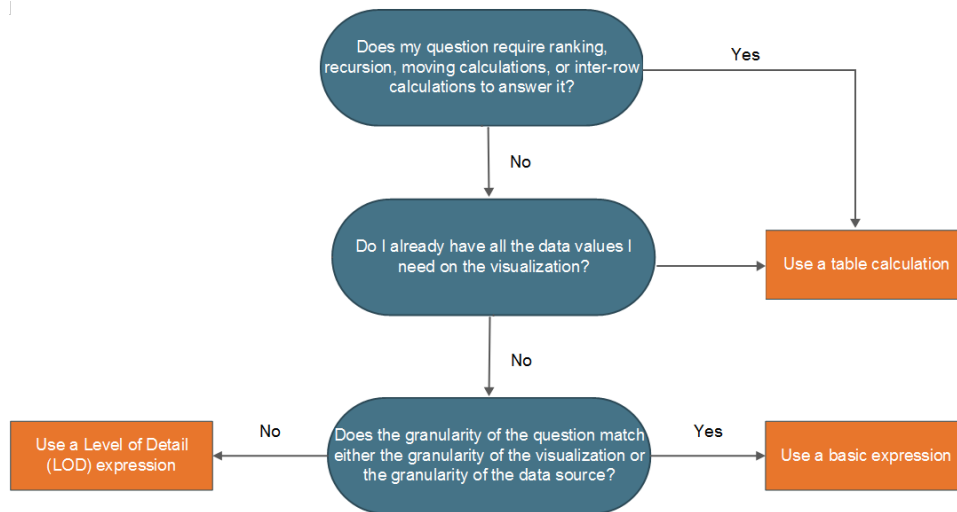 Does my question require ranking,
recursion, moving calculations, or inter-row
calculations to answer it?
Yes
No
Do I already have all the data values I
need on the visualization?
Use a table calculation
No
Does the granularity of the question match
either the granularity of the visualization or
the granularity of the data source?
No
Use a Level of Detail
(LOD) expression
Yes
Use a basic expression